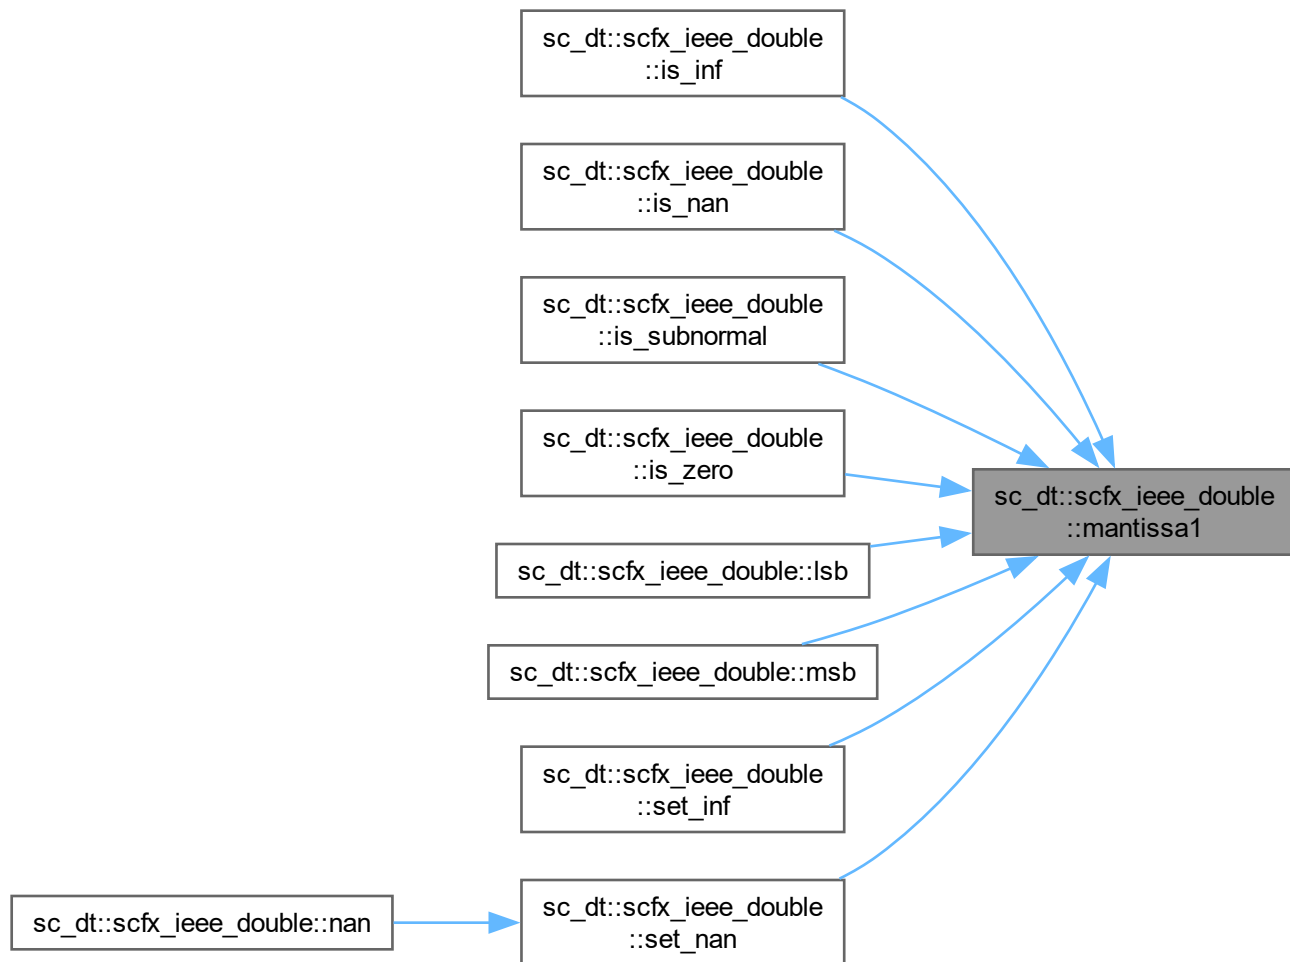 sc_dt::scfx_ieee_double
::is_inf
sc_dt::scfx_ieee_double
::is_nan
sc_dt::scfx_ieee_double
::is_subnormal
sc_dt::scfx_ieee_double
::is_zero
sc_dt::scfx_ieee_double
::mantissa1
sc_dt::scfx_ieee_double::lsb
sc_dt::scfx_ieee_double::msb
sc_dt::scfx_ieee_double
::set_inf
sc_dt::scfx_ieee_double::nan
sc_dt::scfx_ieee_double
::set_nan